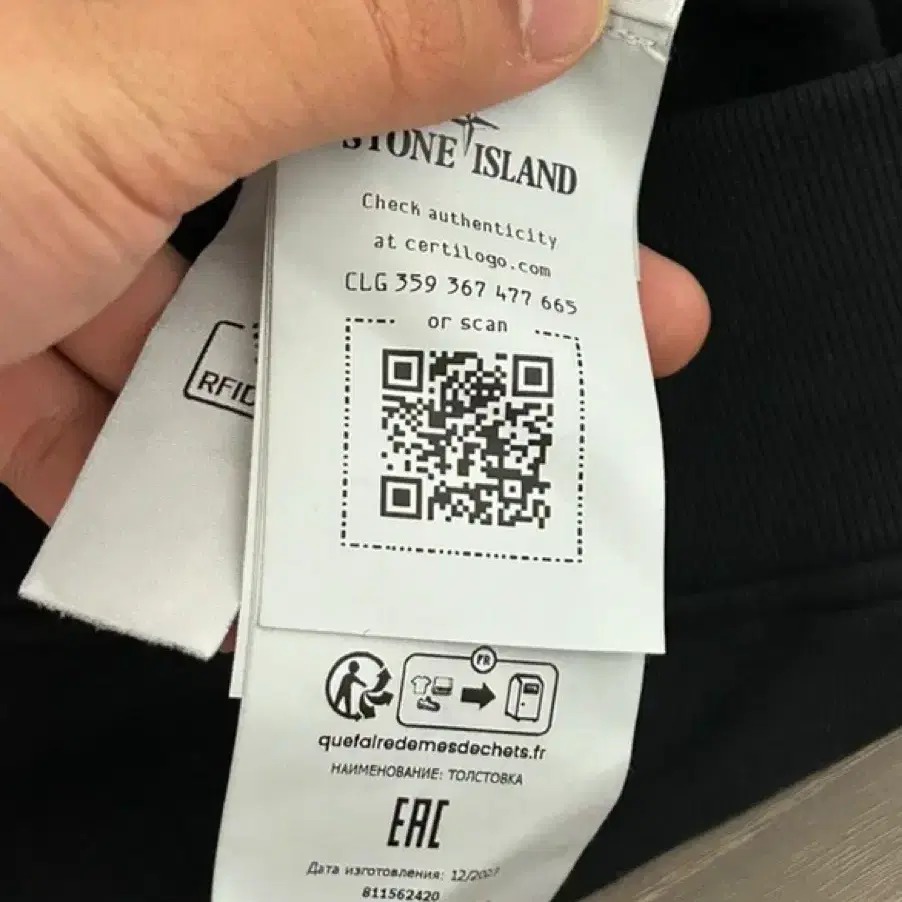 STONE ISLAND
Check authenticity
at certilogo.com
CLG 359 367 477 665
or scan
RFID
FR
quefairedemesdechets.fr
НАИМЕНОВАНИЕ: ТОЛСТОВКА
EAC
Дата изготовления:
811562420